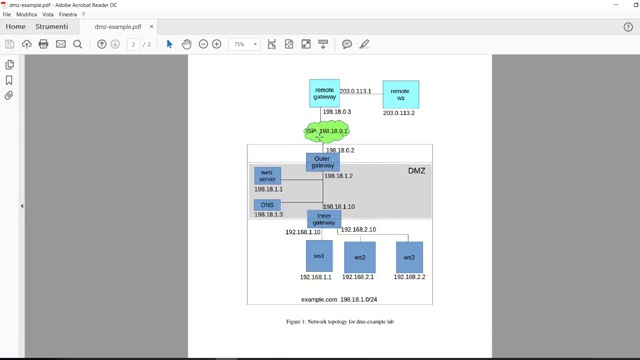 dmz-example.pdf - Adobe Acrobat Reader DC
File Modifica Vista Finestra ?
Home Strumenti dmz-example.pdf ×
2 / 2 75%
remote gateway
203.0.113.1
remote ws
198.18.0.3
203.0.113.2
ISP: 198.18.0.1
198.18.0.2
Outer gateway
DMZ
web server
198.18.1.2
198.18.1.1
DNS
198.18.1.10
198.18.1.3
Inner gateway
192.168.1.10
192.168.2.10
ws1
ws2
ws3
192.168.1.1
192.168.2.1
192.168.2.2
example.com 198.18.1.0/24
Figure 1: Network topology for dmz-example lab